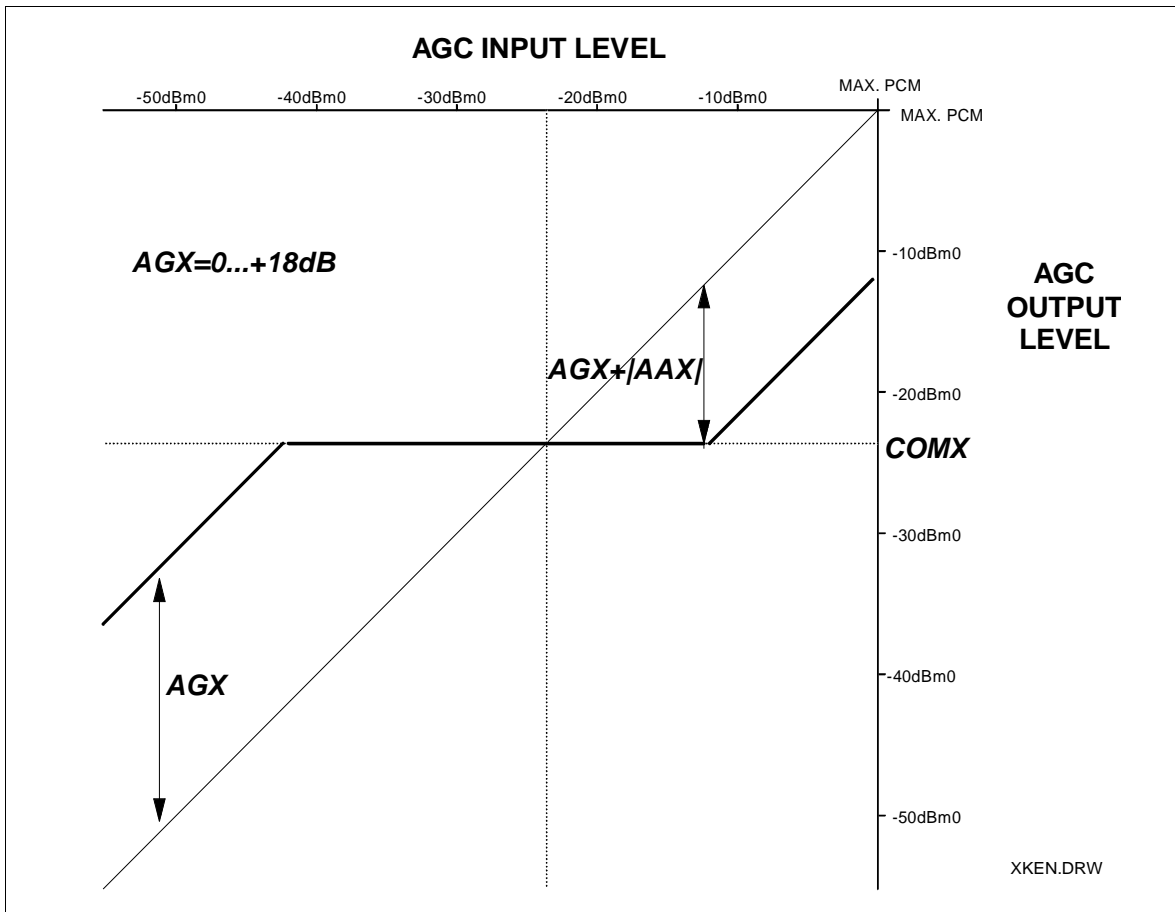 AGC INPUT LEVEL
MAX. PCM
-50dBm0 -40dBm0 -30dBm0 -20dBm0 -10dBm0
MAX. PCM
AGX=0...+18dB
-10dBm0
AGC
OUTPUT
LEVEL
AGX+|AAX|
-20dBm0
COMX
-30dBm0
AGX
-40dBm0
-50dBm0
XKEN.DRW